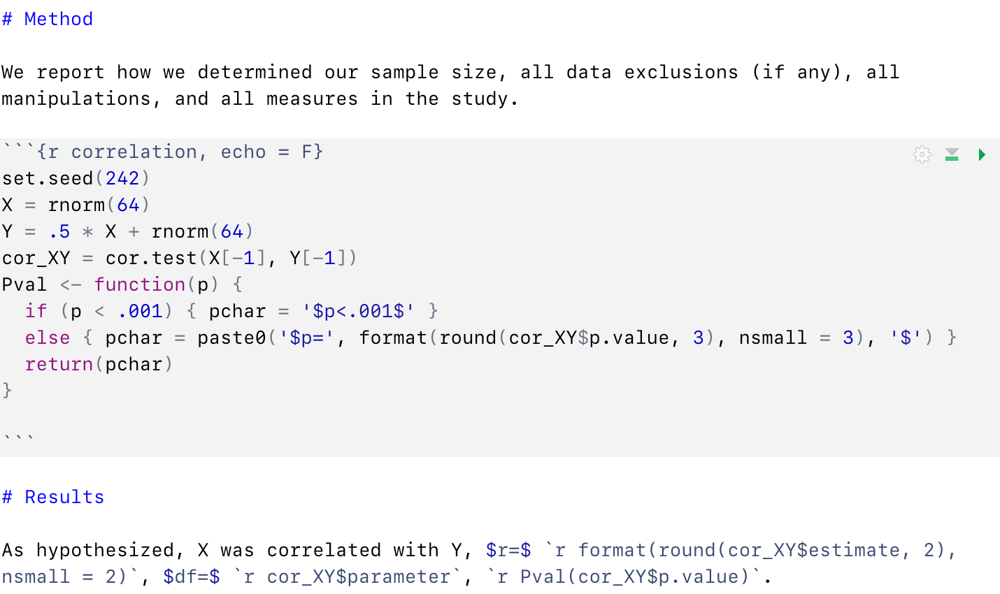 # Method
We report how we determined our sample size, all data exclusions (if any), all
manipulations, and all measures in the study.
```{r correlation, echo = F}
set.seed(242)
X = rnorm(64)
Y = .5 * X + rnorm(64)
cor_XY = cor.test(X[-1], Y[-1])
Pval <- function(p) {
  if (p < .001) { pchar = '$p<.001$' }
  else { pchar = paste0('$p=', format(round(cor_XY$p.value, 3), nsmall = 3), '$') }
  return(pchar)
}
```
# Results
As hypothesized, X was correlated with Y, $r=$ `r format(round(cor_XY$estimate, 2),
nsmall = 2)`, $df=$ `r cor_XY$parameter`, `r Pval(cor_XY$p.value)`.